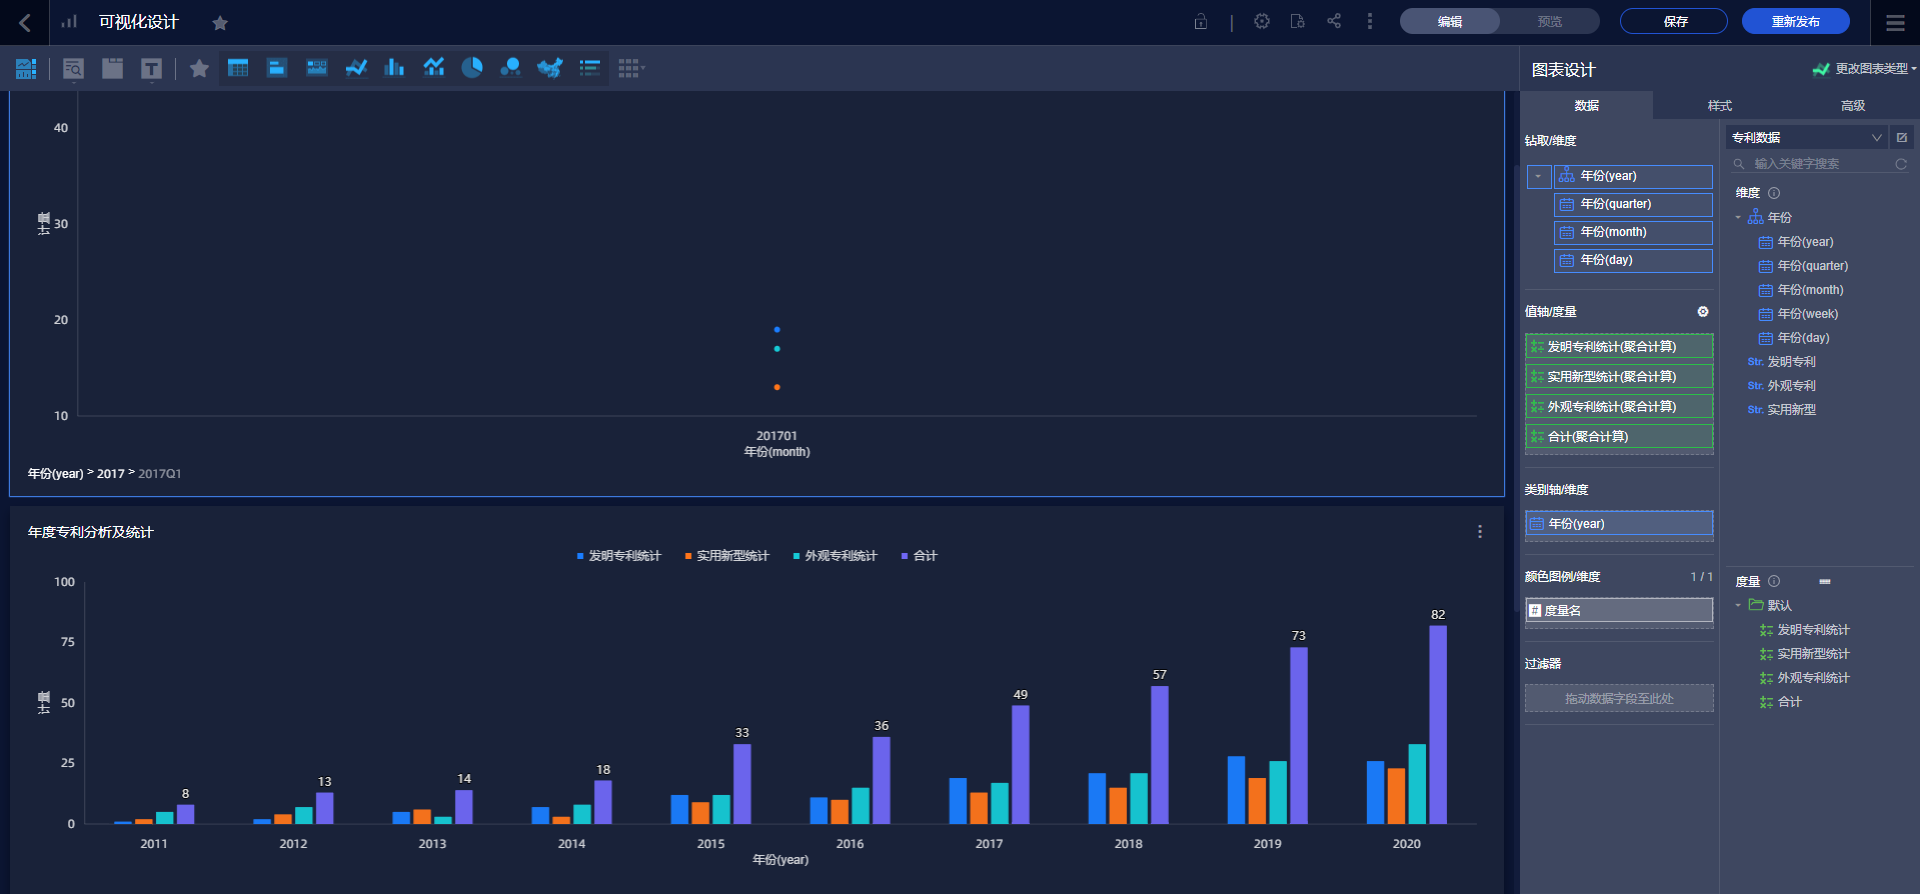 可视化设计
编辑
预览
保存
重新发布
T
图表设计
更改图表类型
数据
样式
高级
40
30
20
10
计量
201701
年份(month)
年份(year) > 2017 > 2017Q1
年度专利分析及统计
发明专利统计
实用新型统计
外观专利统计
合计
100
75
50
25
0
计量
8
13
14
18
33
36
49
57
73
82
2011
2012
2013
2014
2015
2016
2017
2018
2019
2020
年份(year)
钻取/维度
年份(year)
年份(quarter)
年份(month)
年份(day)
值轴/度量
发明专利统计(聚合计算)
实用新型统计(聚合计算)
外观专利统计(聚合计算)
合计(聚合计算)
类别轴/维度
年份(year)
颜色图例/维度
1 / 1
# 度量名
过滤器
拖动数据字段至此处
专利数据
输入关键字搜索
维度
年份
年份(year)
年份(quarter)
年份(month)
年份(week)
年份(day)
Str. 发明专利
Str. 外观专利
Str. 实用新型
度量
默认
发明专利统计
实用新型统计
外观专利统计
合计